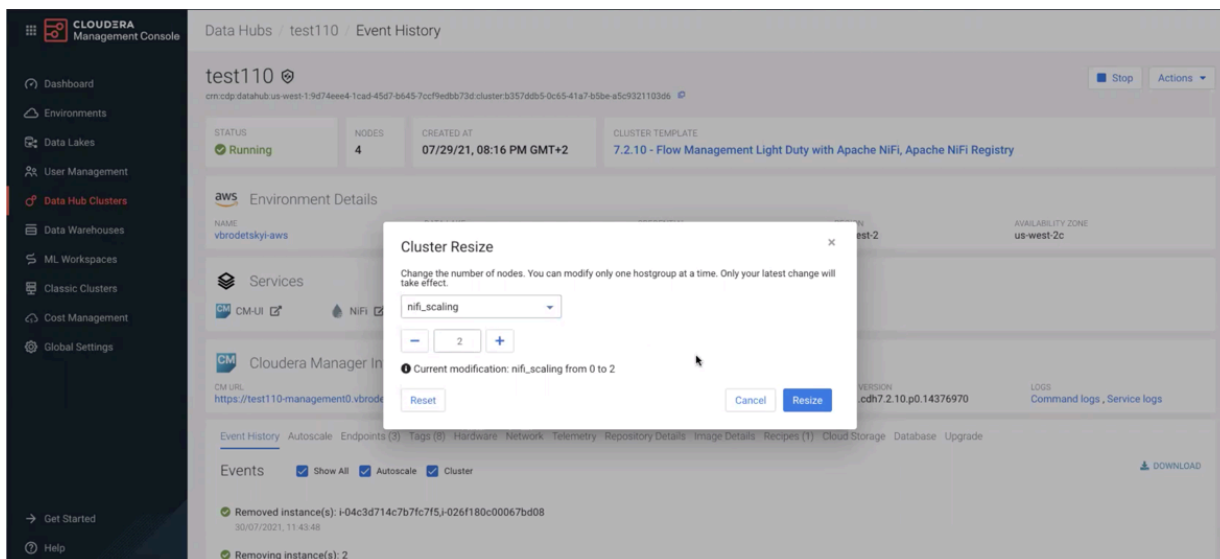 CLOUDERA
Management Console
Dashboard
Environments
Data Lakes
User Management
Data Hub Clusters
Data Warehouses
ML Workspaces
Classic Clusters
Cost Management
Global Settings
Get Started
Help
Data Hubs / test110 / Event History
test110
Stop
Actions
crn:cdp:datahub:us-west-1:9d74eee4-1cad-45d7-b645-7ccf9edbb73d:cluster:b357ddb5-0c65-41a7-b5be-a5c9321103d6
STATUS
Running
NODES
4
CREATED AT
07/29/21, 08:16 PM GMT+2
CLUSTER TEMPLATE
7.2.10 - Flow Management Light Duty with Apache NiFi, Apache NiFi Registry
aws Environment Details
NAME
vbrodetskyi-aws
est-2
AVAILABILITY ZONE
us-west-2c
Services
CM CM-UI
NiFi
CM Cloudera Manager In
CM URL
https://test110-management0.vbrode
VERSION
.cdh7.2.10.p0.14376970
LOGS
Command logs , Service logs
Cluster Resize
×
Change the number of nodes. You can modify only one hostgroup at a time. Only your latest change will
take effect.
nifi_scaling
− 2 +
Current modification: nifi_scaling from 0 to 2
Reset
Cancel
Resize
Event History Autoscale Endpoints (3) Tags (8) Hardware Network Telemetry Repository Details Image Details Recipes (1) Cloud Storage Database Upgrade
Events Show All Autoscale Cluster
DOWNLOAD
Removed instance(s): i-04c3d714c7b7fc7f5,i-026f180c00067bd08
30/07/2021, 11:43:48
Removing instance(s): 2